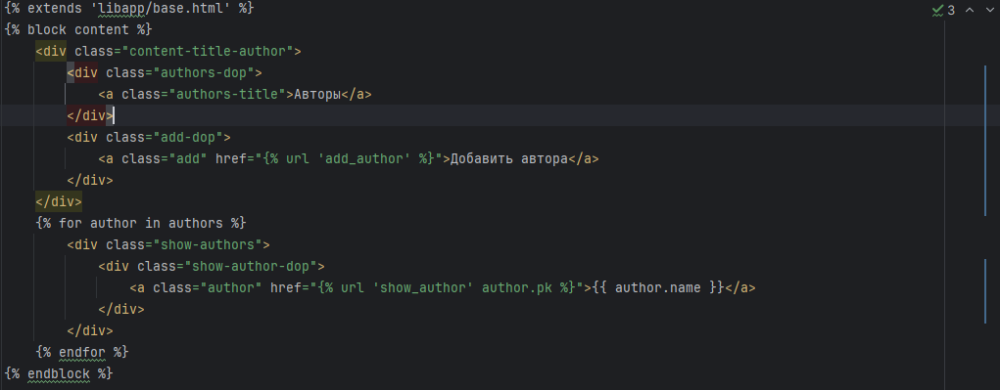 {% extends 'libapp/base.html' %}
3
{% block content %}
<div class="content-title-author">
<div class="authors-dop">
<a class="authors-title">Авторы</a>
</div>
<div class="add-dop">
<a class="add" href="{% url 'add_author' %}">Добавить автора</a>
</div>
</div>
{% for author in authors %}
<div class="show-authors">
<div class="show-author-dop">
<a class="author" href="{% url 'show_author' author.pk %}">{{ author.name }}</a>
</div>
</div>
{% endfor %}
{% endblock %}